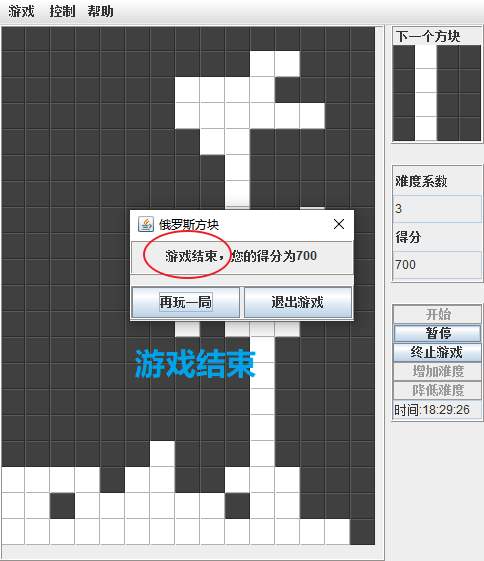 游戏 控制 帮助
下一个方块
难度系数
3
得分
700
开始
暂停
终止游戏
增加难度
降低难度
时间:18:29:26
俄罗斯方块
游戏结束，您的得分为700
再玩一局 退出游戏
游戏结束